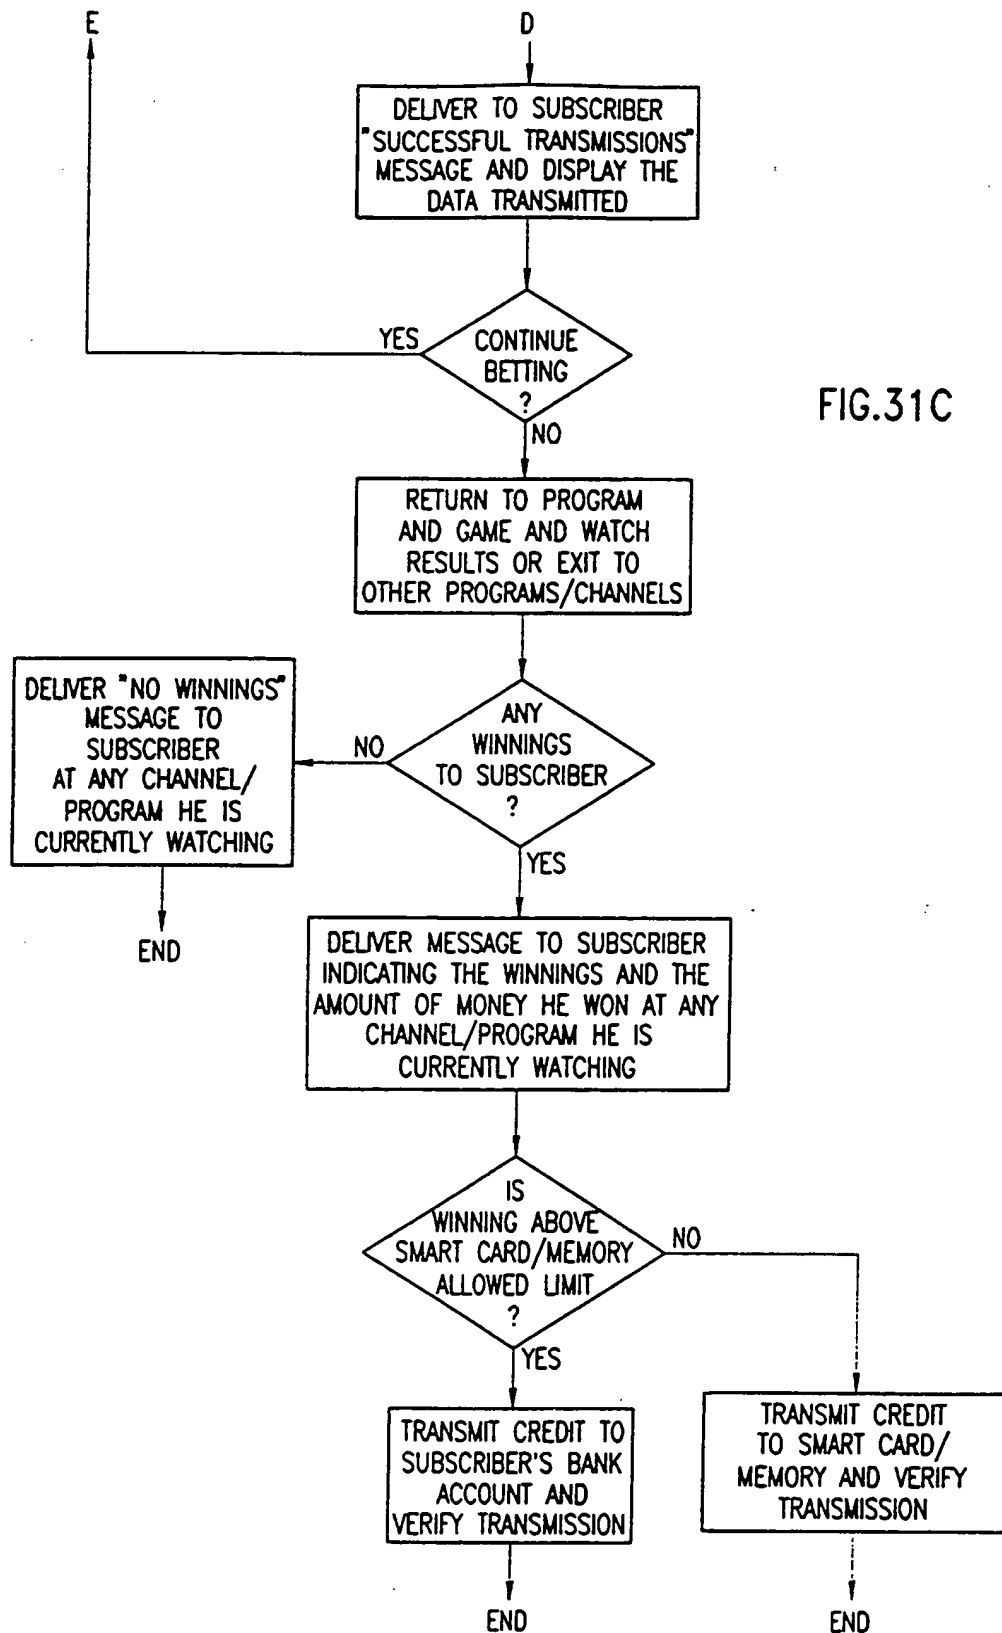 E
D
DELIVER TO SUBSCRIBER
"SUCCESSFUL TRANSMISSIONS"
MESSAGE AND DISPLAY THE
DATA TRANSMITTED
YES
CONTINUE
BETTING
?
NO
FIG.31C
RETURN TO PROGRAM
AND GAME AND WATCH
RESULTS OR EXIT TO
OTHER PROGRAMS/CHANNELS
ANY
WINNINGS
TO SUBSCRIBER
?
NO
YES
DELIVER "NO WINNINGS"
MESSAGE TO
SUBSCRIBER
AT ANY CHANNEL/
PROGRAM HE IS
CURRENTLY WATCHING
END
DELIVER MESSAGE TO SUBSCRIBER
INDICATING THE WINNINGS AND THE
AMOUNT OF MONEY HE WON AT ANY
CHANNEL/PROGRAM HE IS
CURRENTLY WATCHING
IS
WINNING ABOVE
SMART CARD/MEMORY
ALLOWED LIMIT
?
NO
YES
TRANSMIT CREDIT TO
SUBSCRIBER'S BANK
ACCOUNT AND
VERIFY TRANSMISSION
END
TRANSMIT CREDIT
TO SMART CARD/
MEMORY AND VERIFY
TRANSMISSION
END